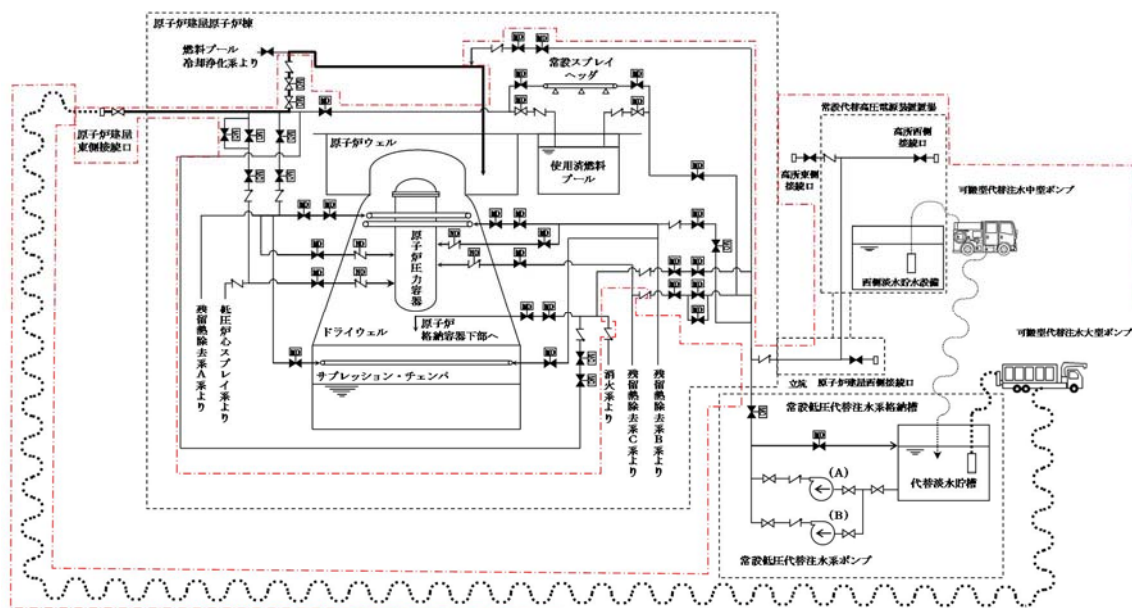 原子炉建屋原子炉棟
燃料プール
冷却浄化系より
常設スプレイ
ヘッダ
原子炉建屋
東側接続口
原子炉ウェル
使用済燃料
プール
常設代替高圧電源装置置場
高所西側
接続口
高所東側
接続口
可搬型代替注水中型ポンプ
西側淡水貯水設備
原子炉圧力容器
ドライウェル
原子炉
格納容器下部へ
サプレッション・チェンバ
残留熱除去系A系より
低圧炉心スプレイ系より
消火系より
残留熱除去系C系より
残留熱除去系B系より
可搬型代替注水大型ポンプ
立坑
原子炉建屋西側接続口
常設低圧代替注水系格納槽
代替淡水貯槽
(A)
(B)
常設低圧代替注水系ポンプ